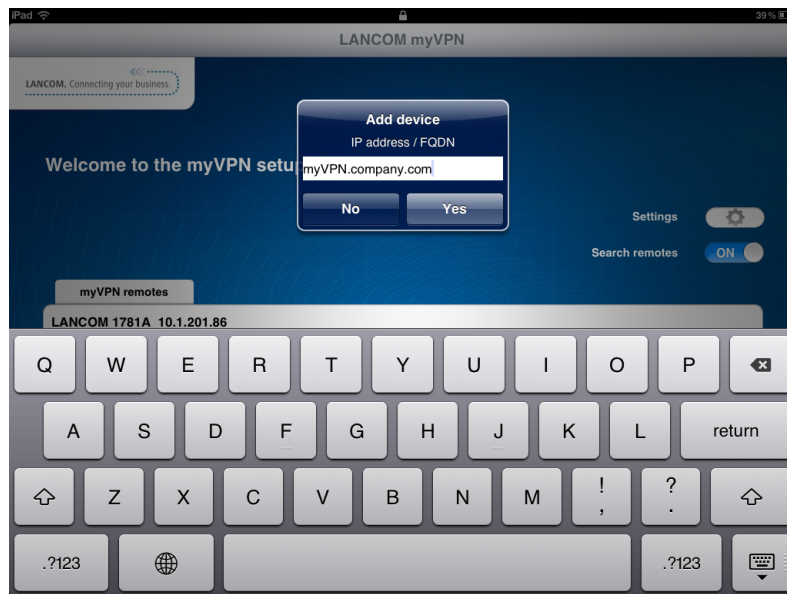 iPad
39%
LANCOM myVPN
LANCOM. Connecting your business.
Add device
IP address / FQDN
Welcome to the myVPN setu
myVPN.company.com
No Yes
Settings
Search remotes ON
myVPN remotes
LANCOM 1781A 10.1.201.86
Q W E R T Y U I O P
A S D F G H J K L return
Z X C V B N M ! , ? .
.?123 .?123